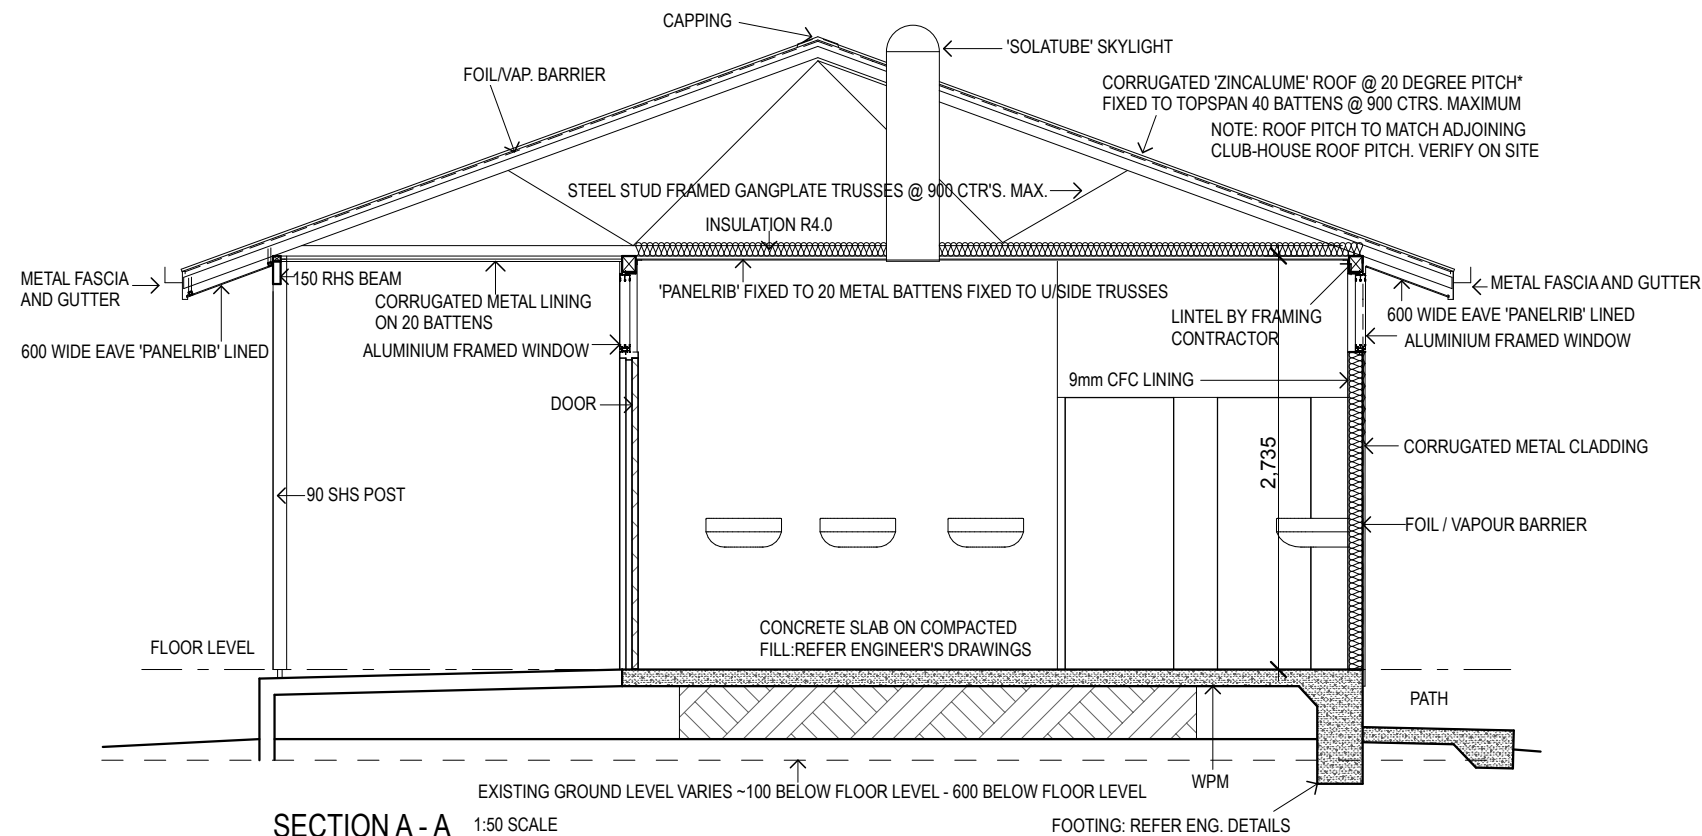 CAPPING
'SOLATUBE' SKYLIGHT
FOIL/VAP. BARRIER
CORRUGATED 'ZINCALUME' ROOF @ 20 DEGREE PITCH*
FIXED TO TOPSPAN 40 BATTENS @ 900 CTRS. MAXIMUM
NOTE: ROOF PITCH TO MATCH ADJOINING
CLUB-HOUSE ROOF PITCH. VERIFY ON SITE
STEEL STUD FRAMED GANGPLATE TRUSSES @ 900 CTR'S. MAX.
INSULATION R4.0
METAL FASCIA
AND GUTTER
150 RHS BEAM
CORRUGATED METAL LINING
ON 20 BATTENS
'PANELRIB' FIXED TO 20 METAL BATTENS FIXED TO U/SIDE TRUSSES
METAL FASCIA AND GUTTER
LINTEL BY FRAMING
CONTRACTOR
600 WIDE EAVE 'PANELRIB' LINED
600 WIDE EAVE 'PANELRIB' LINED
ALUMINIUM FRAMED WINDOW
ALUMINIUM FRAMED WINDOW
9mm CFC LINING
DOOR
2,735
CORRUGATED METAL CLADDING
90 SHS POST
FOIL / VAPOUR BARRIER
FLOOR LEVEL
CONCRETE SLAB ON COMPACTED
FILL:REFER ENGINEER'S DRAWINGS
PATH
WPM
EXISTING GROUND LEVEL VARIES ~100 BELOW FLOOR LEVEL - 600 BELOW FLOOR LEVEL
SECTION A - A 1:50 SCALE
FOOTING: REFER ENG. DETAILS